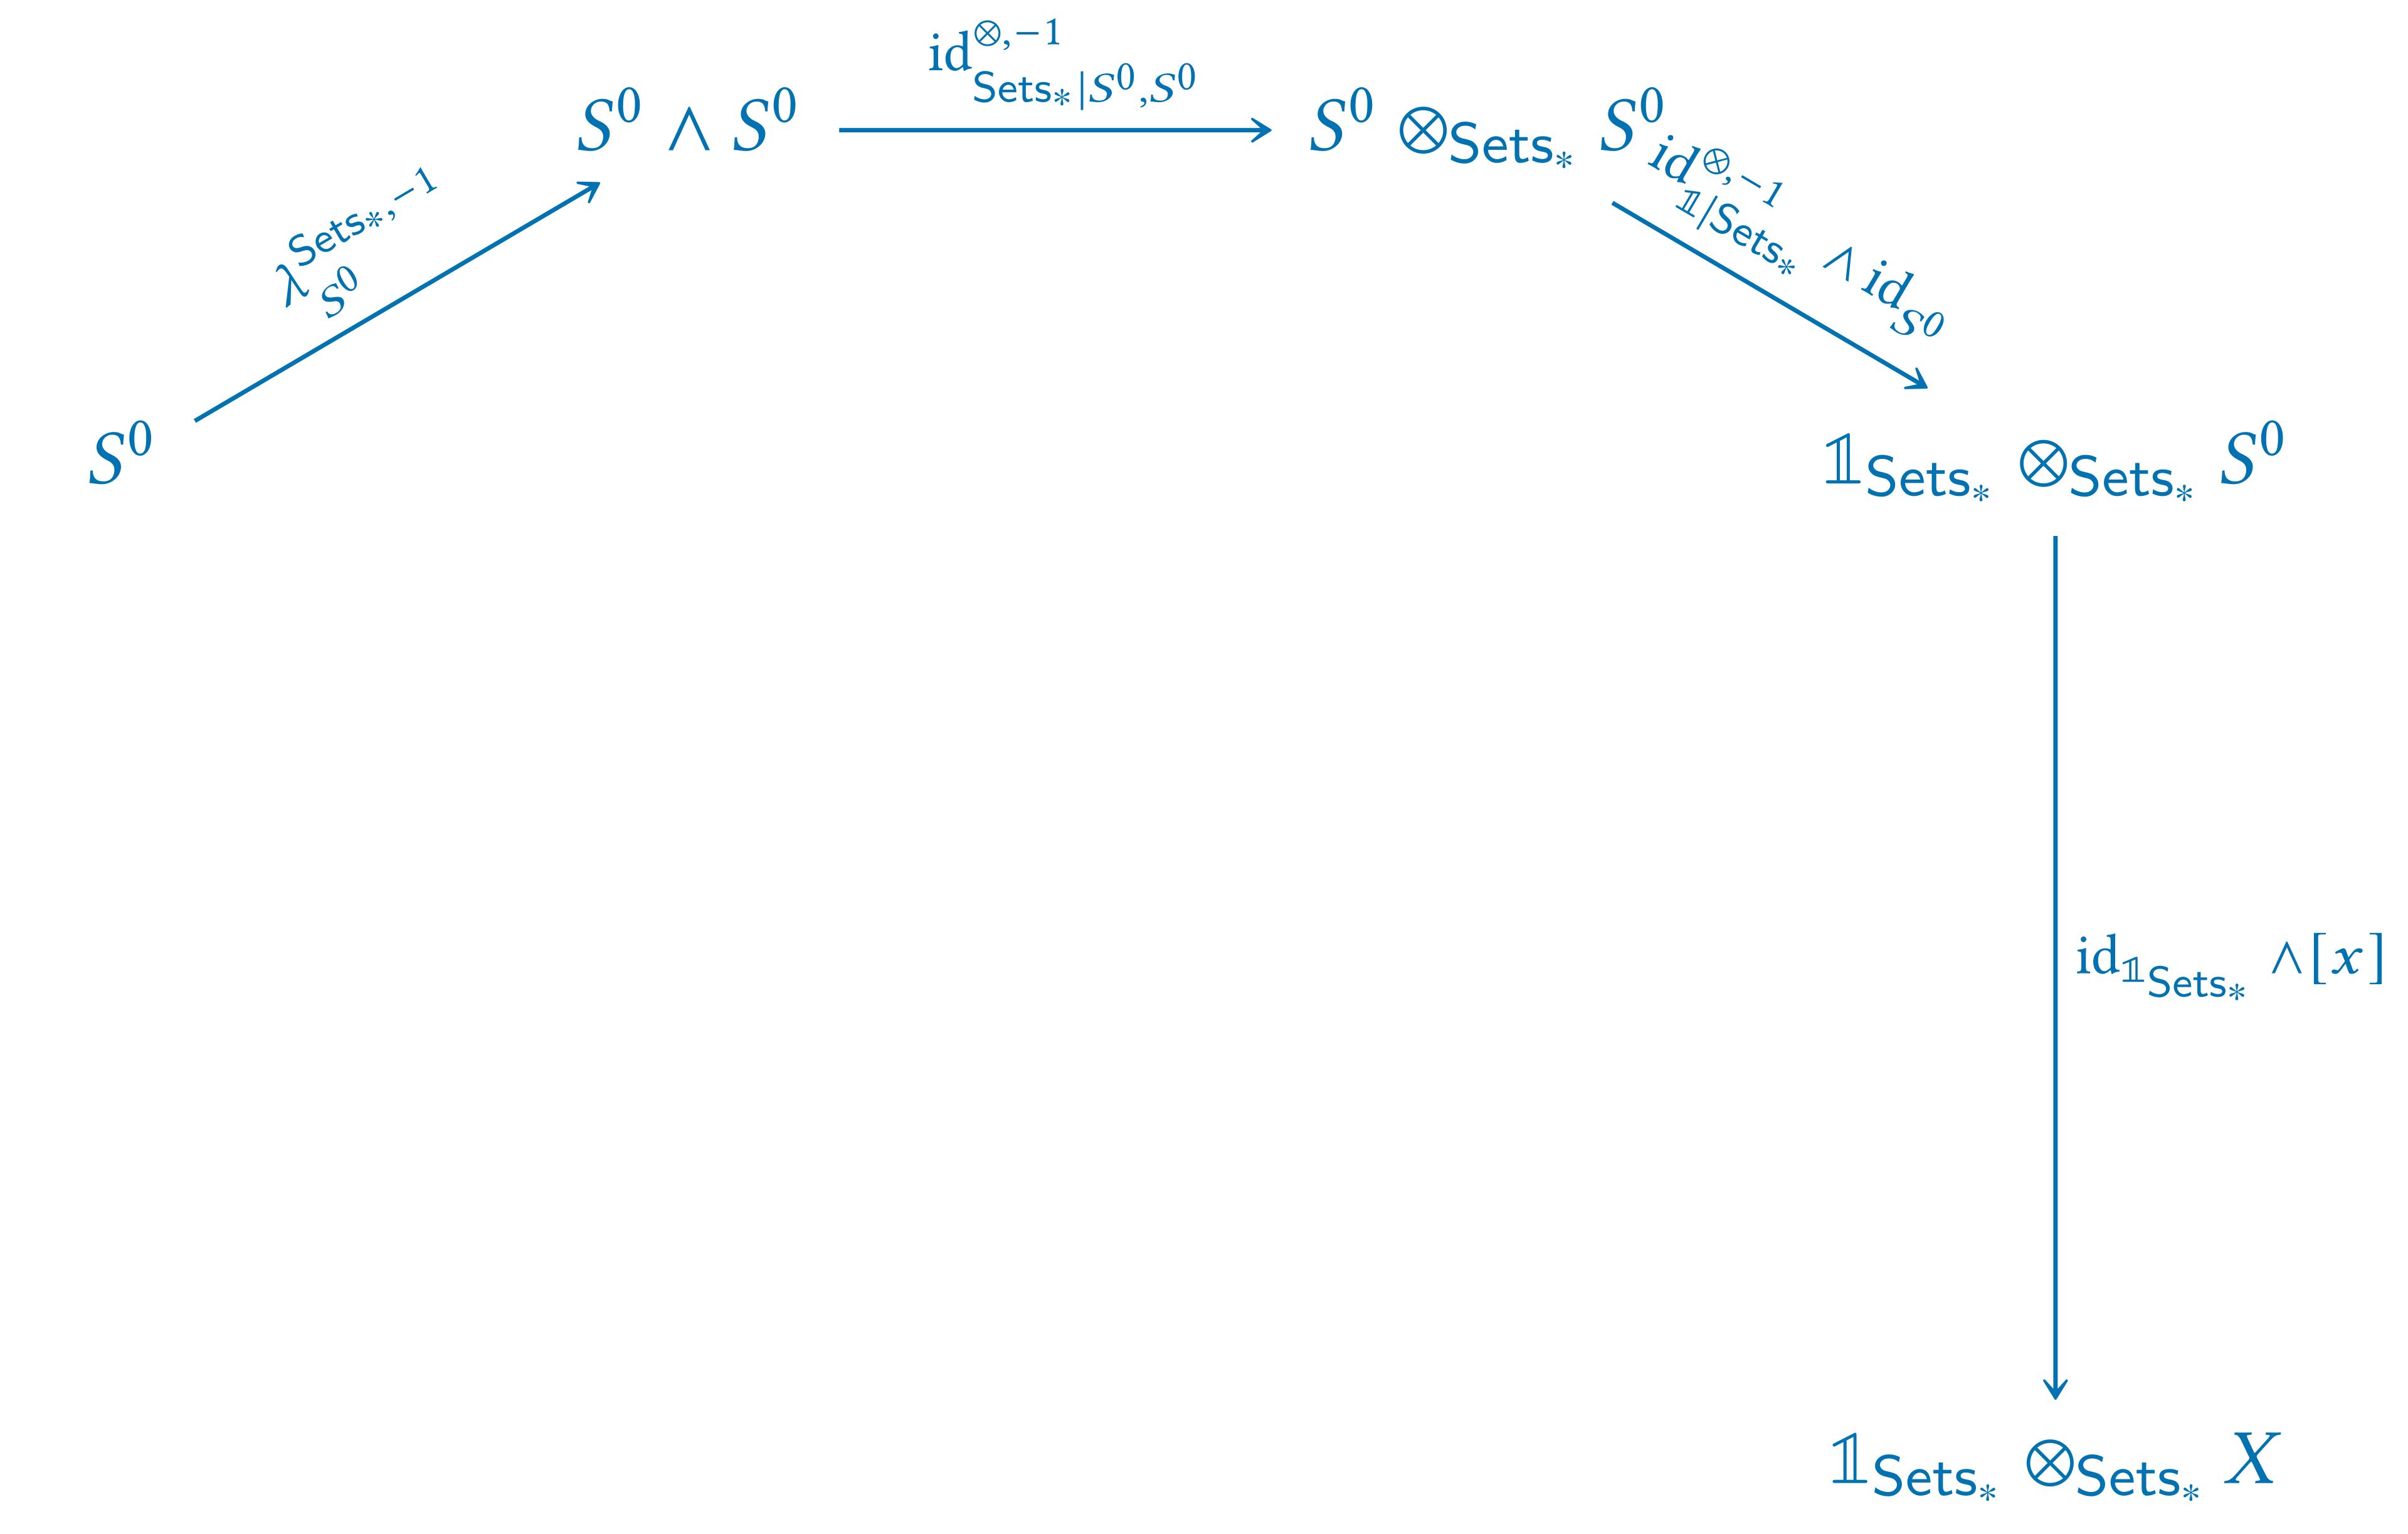 id^{⊗,−1}_{Sets_*|S^0,S^0}
S^0 ∧ S^0
S^0 ⊗_{Sets_*} S^0
λ^{Sets_*,−1}_{S^0}
id^{⊗,−1}_{𝟙|Sets_*} ∧ id_{S^0}
S^0
𝟙_{Sets_*} ⊗_{Sets_*} S^0
id_{𝟙_{Sets_*}} ∧ [x]
𝟙_{Sets_*} ⊗_{Sets_*} X